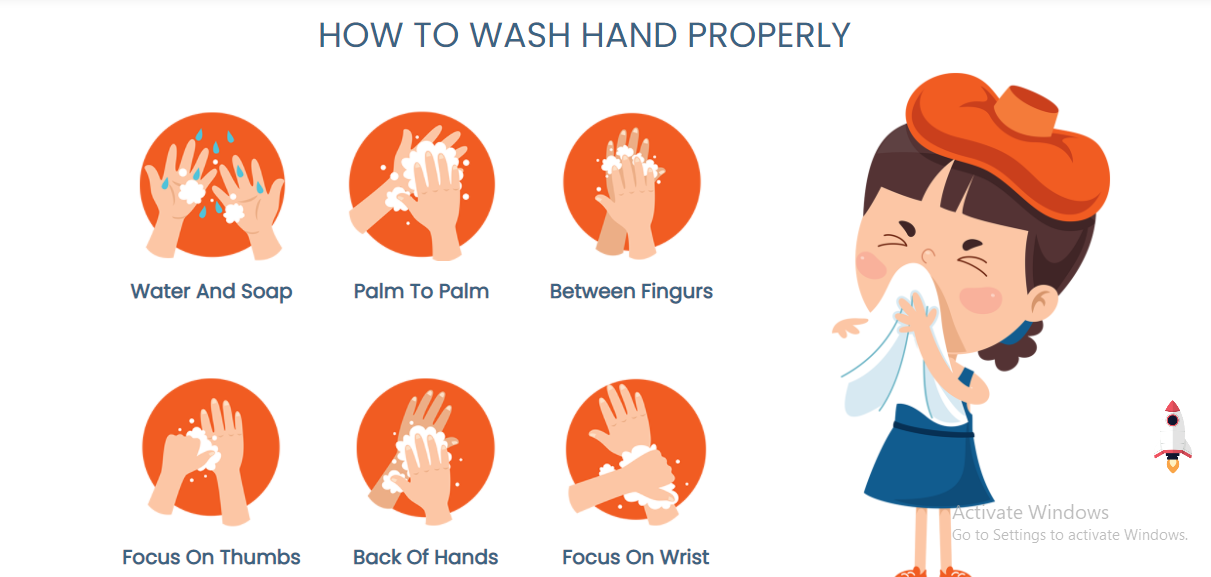 HOW TO WASH HAND PROPERLY
Water And Soap
Palm To Palm
Between Fingurs
Focus On Thumbs
Back Of Hands
Focus On Wrist
Activate Windows
Go to Settings to activate Windows.